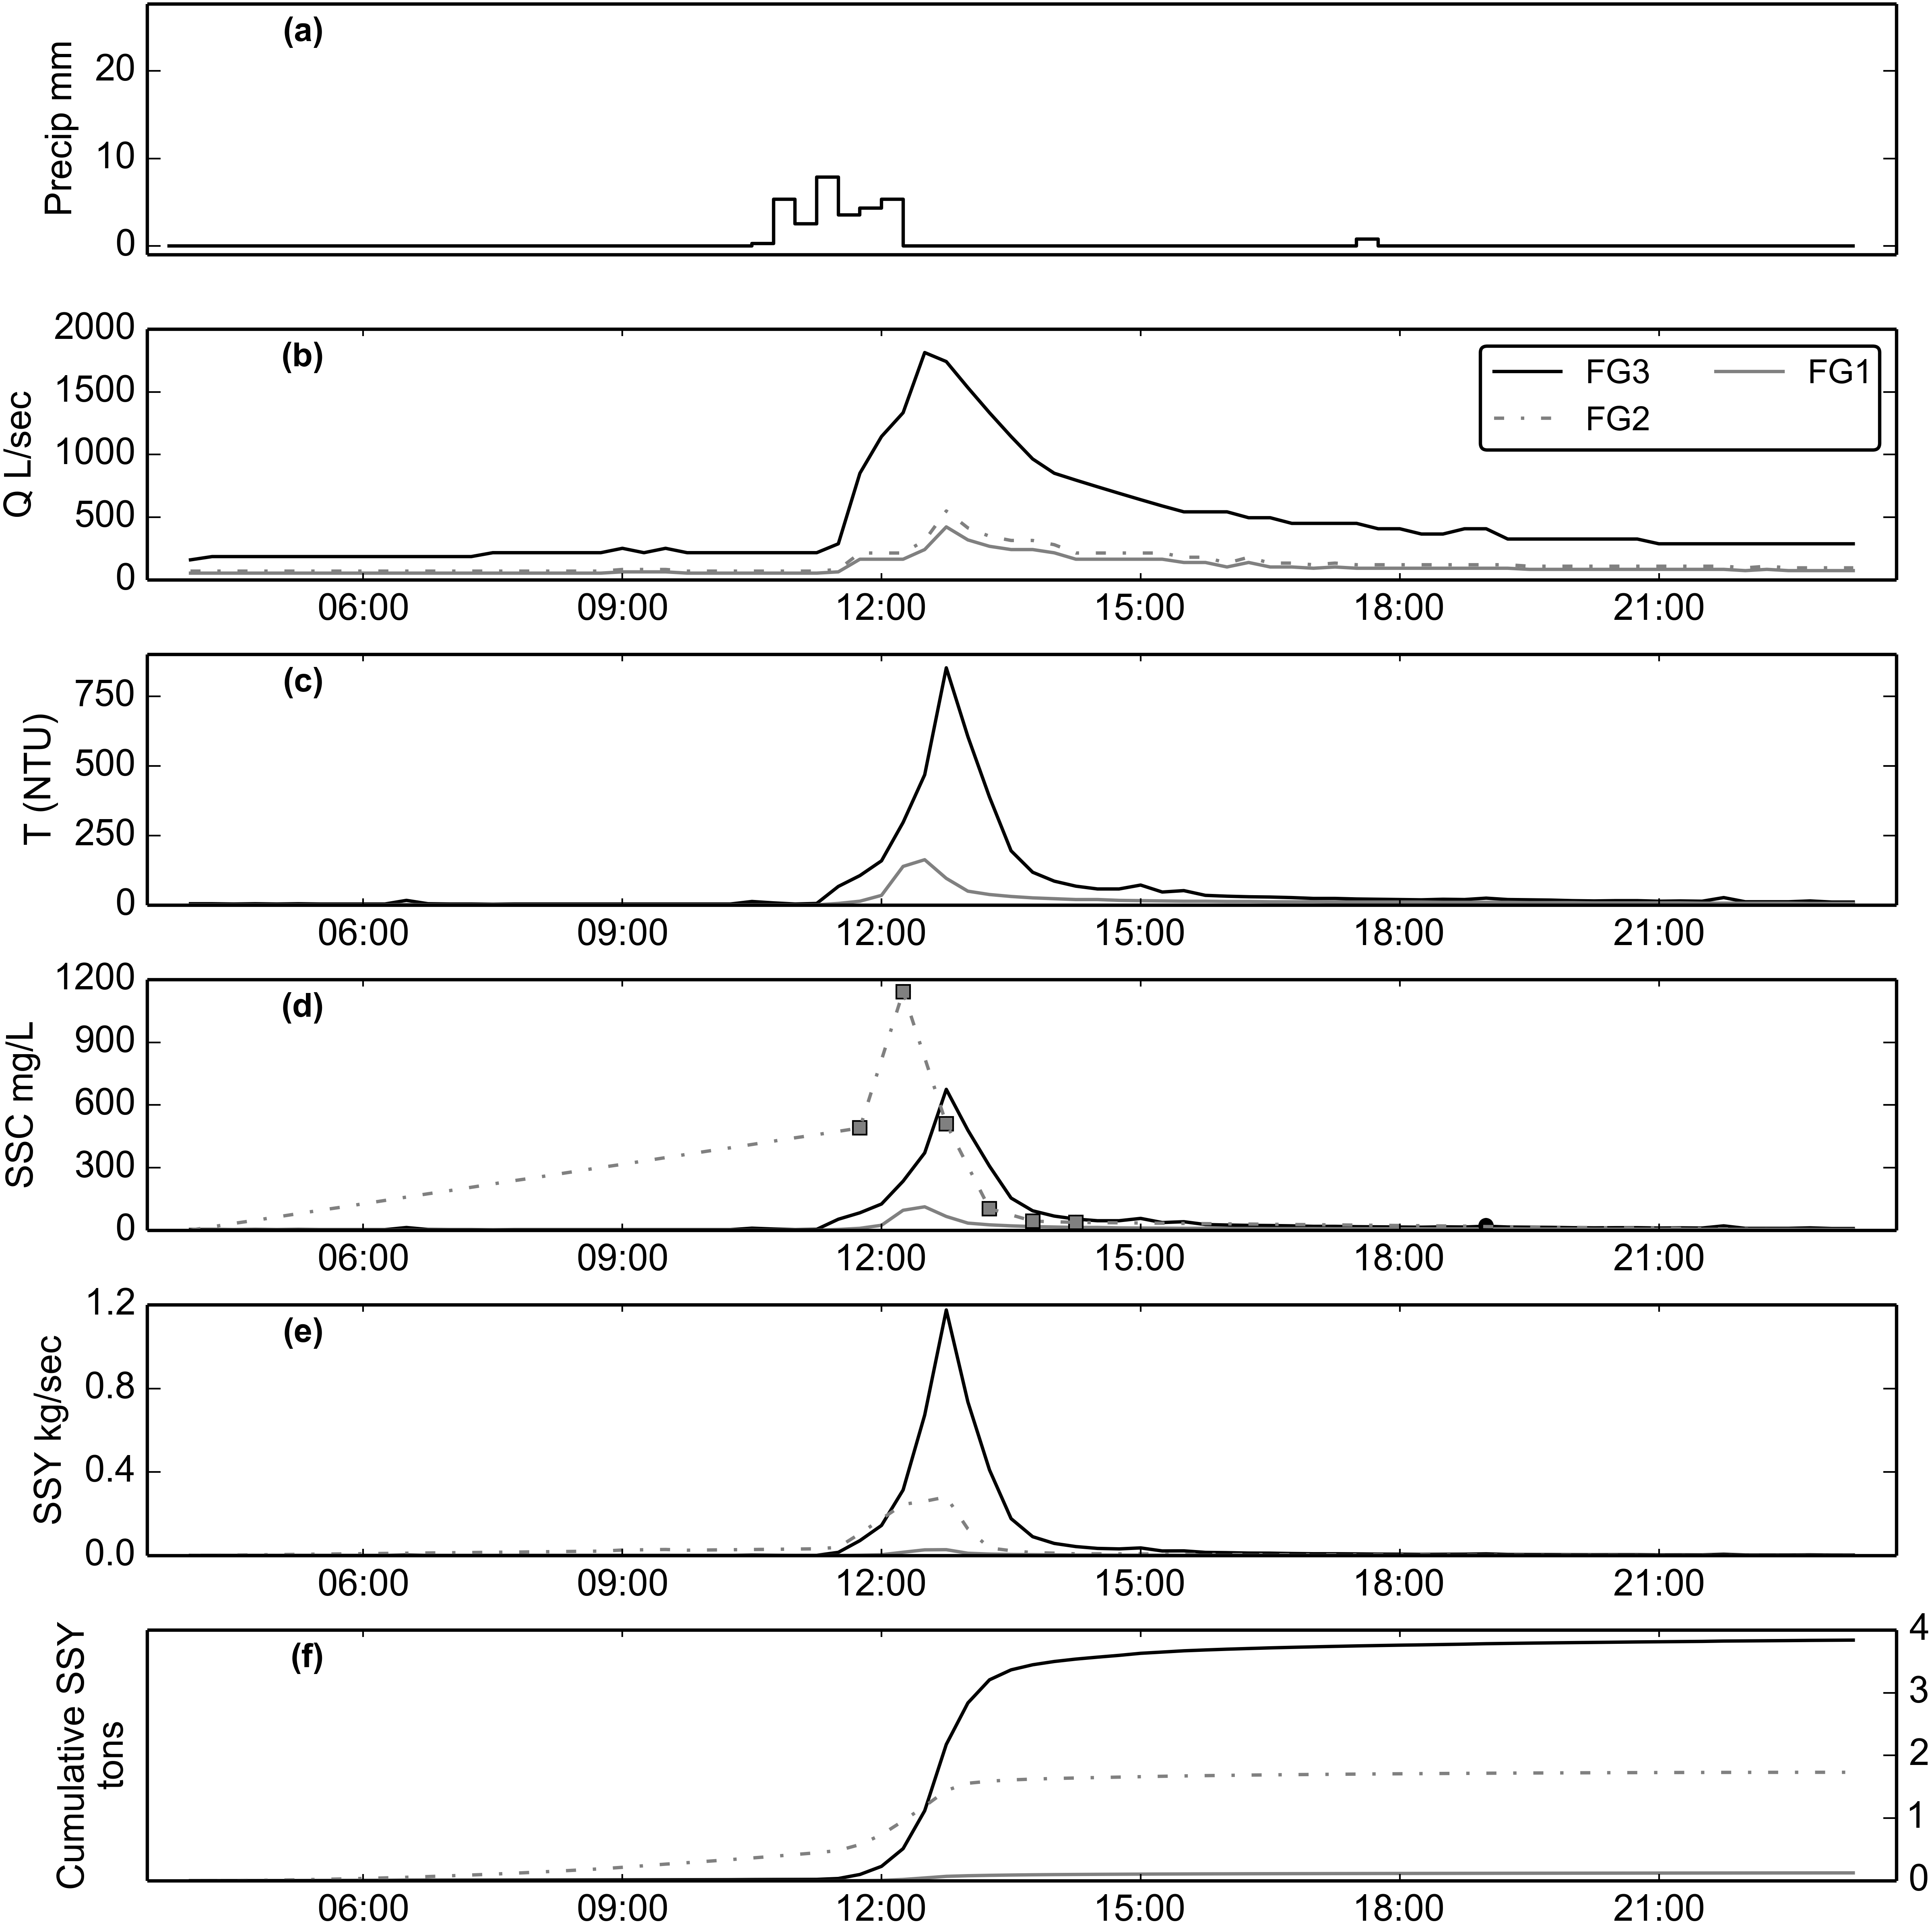 (a)
Precip mm
20
10
0
(b)
Q L/sec
2000
1500
1000
500
0
FG3 FG1
FG2
06:00 09:00 12:00 15:00 18:00 21:00
(c)
T (NTU)
750
500
250
0
06:00 09:00 12:00 15:00 18:00 21:00
(d)
SSC mg/L
1200
900
600
300
0
06:00 09:00 12:00 15:00 18:00 21:00
(e)
SSY kg/sec
1.2
0.8
0.4
0.0
06:00 09:00 12:00 15:00 18:00 21:00
(f)
Cumulative SSY
tons
4
3
2
1
0
06:00 09:00 12:00 15:00 18:00 21:00